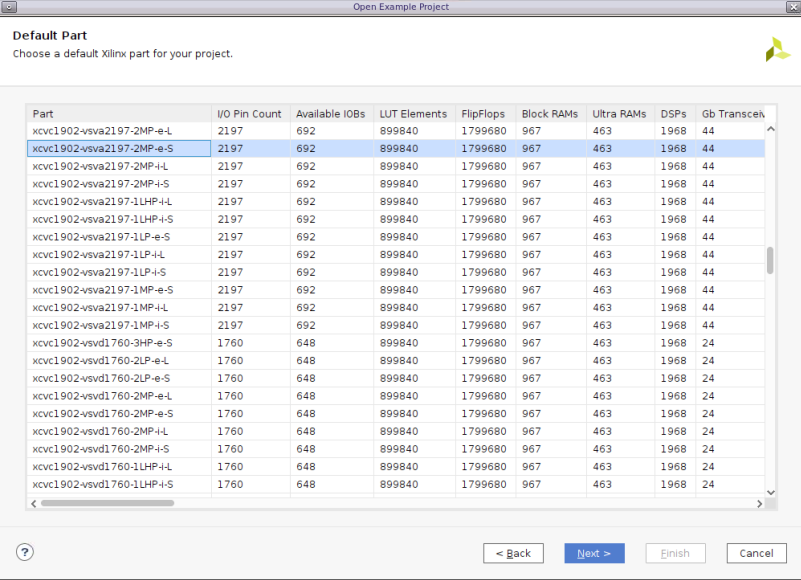 Open Example Project
Default Part
Choose a default Xilinx part for your project.
Part I/O Pin Count Available IOBs LUT Elements FlipFlops Block RAMs Ultra RAMs DSPs Gb Transceiv
xcvc1902-vsva2197-2MP-e-L 2197 692 899840 1799680 967 463 1968 44
xcvc1902-vsva2197-2MP-e-S 2197 692 899840 1799680 967 463 1968 44
xcvc1902-vsva2197-2MP-i-L 2197 692 899840 1799680 967 463 1968 44
xcvc1902-vsva2197-2MP-i-S 2197 692 899840 1799680 967 463 1968 44
xcvc1902-vsva2197-1LHP-i-L 2197 692 899840 1799680 967 463 1968 44
xcvc1902-vsva2197-1LHP-i-S 2197 692 899840 1799680 967 463 1968 44
xcvc1902-vsva2197-1LP-e-S 2197 692 899840 1799680 967 463 1968 44
xcvc1902-vsva2197-1LP-i-L 2197 692 899840 1799680 967 463 1968 44
xcvc1902-vsva2197-1LP-i-S 2197 692 899840 1799680 967 463 1968 44
xcvc1902-vsva2197-1MP-e-S 2197 692 899840 1799680 967 463 1968 44
xcvc1902-vsva2197-1MP-i-L 2197 692 899840 1799680 967 463 1968 44
xcvc1902-vsva2197-1MP-i-S 2197 692 899840 1799680 967 463 1968 44
xcvc1902-vsvd1760-3HP-e-S 1760 648 899840 1799680 967 463 1968 24
xcvc1902-vsvd1760-2LP-e-L 1760 648 899840 1799680 967 463 1968 24
xcvc1902-vsvd1760-2LP-e-S 1760 648 899840 1799680 967 463 1968 24
xcvc1902-vsvd1760-2MP-e-L 1760 648 899840 1799680 967 463 1968 24
xcvc1902-vsvd1760-2MP-e-S 1760 648 899840 1799680 967 463 1968 24
xcvc1902-vsvd1760-2MP-i-L 1760 648 899840 1799680 967 463 1968 24
xcvc1902-vsvd1760-2MP-i-S 1760 648 899840 1799680 967 463 1968 24
xcvc1902-vsvd1760-1LHP-i-L 1760 648 899840 1799680 967 463 1968 24
xcvc1902-vsvd1760-1LHP-i-S 1760 648 899840 1799680 967 463 1968 24
? < Back Next > Finish Cancel